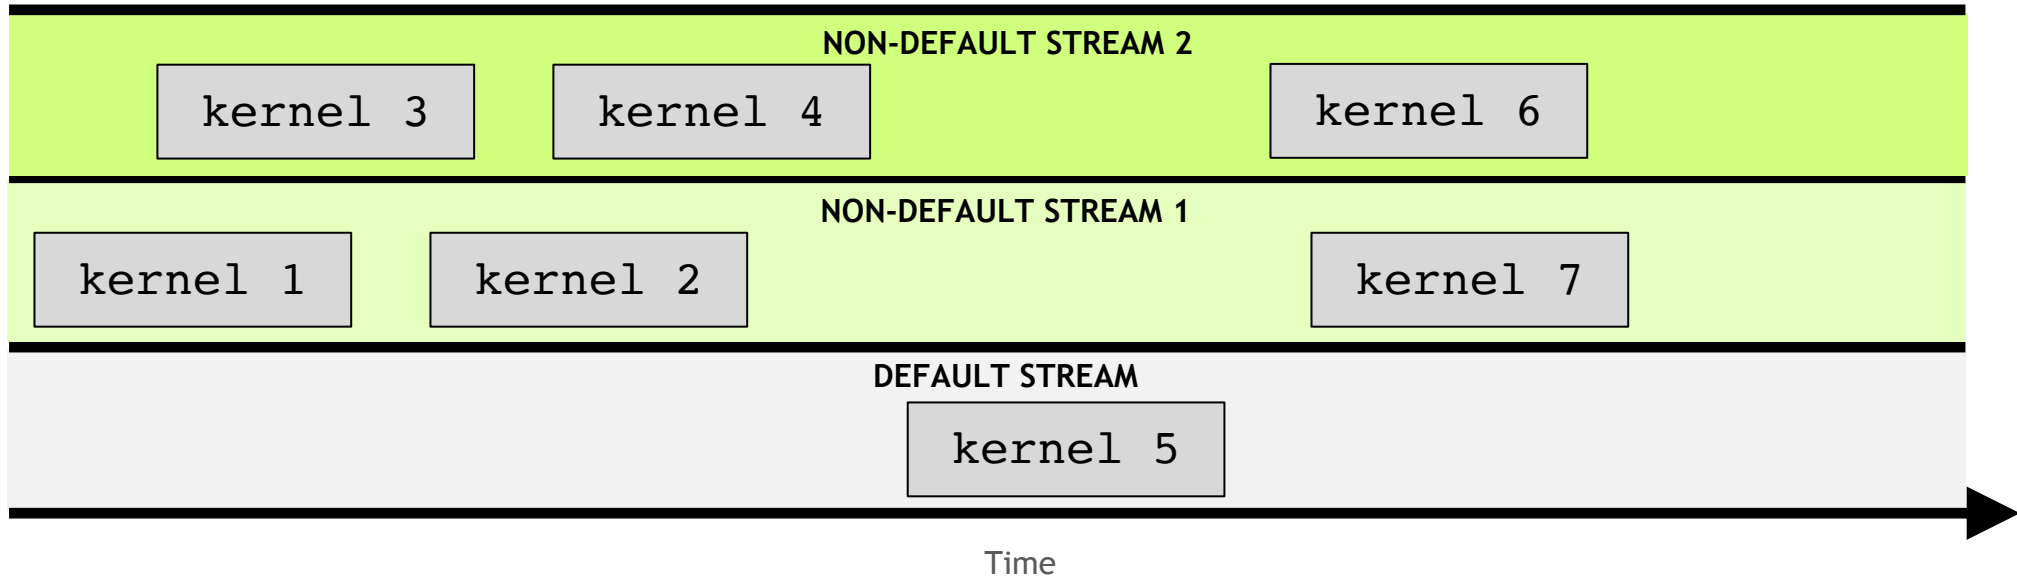 NON-DEFAULT STREAM 2
kernel 3
kernel 4
kernel 6
NON-DEFAULT STREAM 1
kernel 1
kernel 2
kernel 7
DEFAULT STREAM
kernel 5
Time